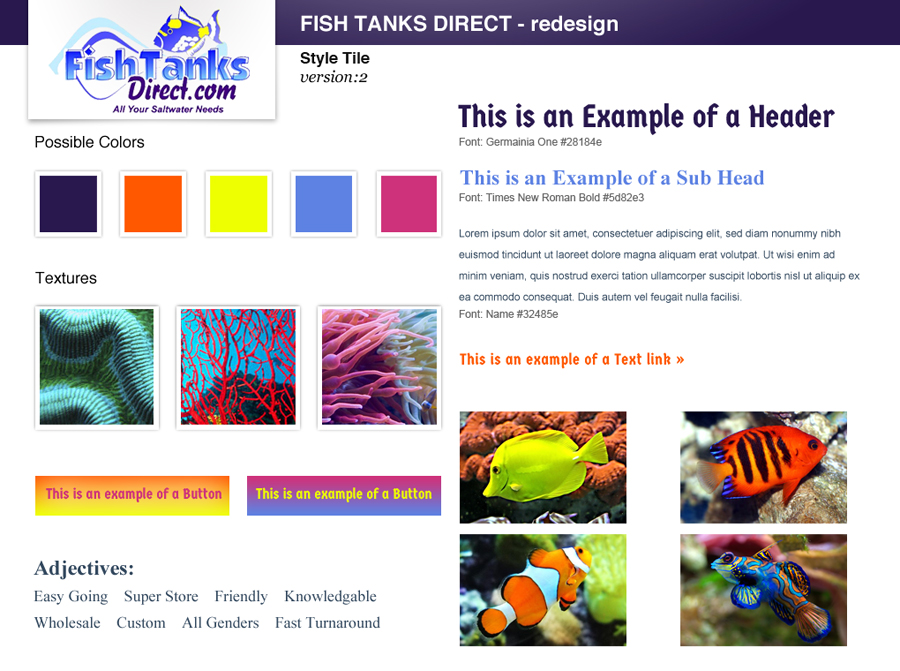 FISH TANKS DIRECT - redesign
FishTanks
Direct.com
All Your Saltwater Needs
Style Tile
version:2
Possible Colors
Textures
This is an example of a Button
This is an example of a Button
Adjectives:
Easy Going Super Store Friendly Knowledgable
Wholesale Custom All Genders Fast Turnaround
This is an Example of a Header
Font: Germainia One #28184e
This is an Example of a Sub Head
Font: Times New Roman Bold #5d82e3
Lorem ipsum dolor sit amet, consectetuer adipiscing elit, sed diam nonummy nibh
euismod tincidunt ut laoreet dolore magna aliquam erat volutpat. Ut wisi enim ad
minim veniam, quis nostrud exerci tation ullamcorper suscipit lobortis nisl ut aliquip ex
ea commodo consequat. Duis autem vel feugait nulla facilisi.
Font: Name #32485e
This is an example of a Text link »